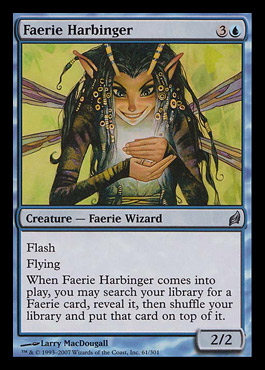 Faerie Harbinger 3
Creature — Faerie Wizard
Flash
Flying
When Faerie Harbinger comes into
play, you may search your library for a
Faerie card, reveal it, then shuffle your
library and put that card on top of it.
Larry MacDougall
™ & © 1993-2007 Wizards of the Coast, Inc. 61/301
2/2